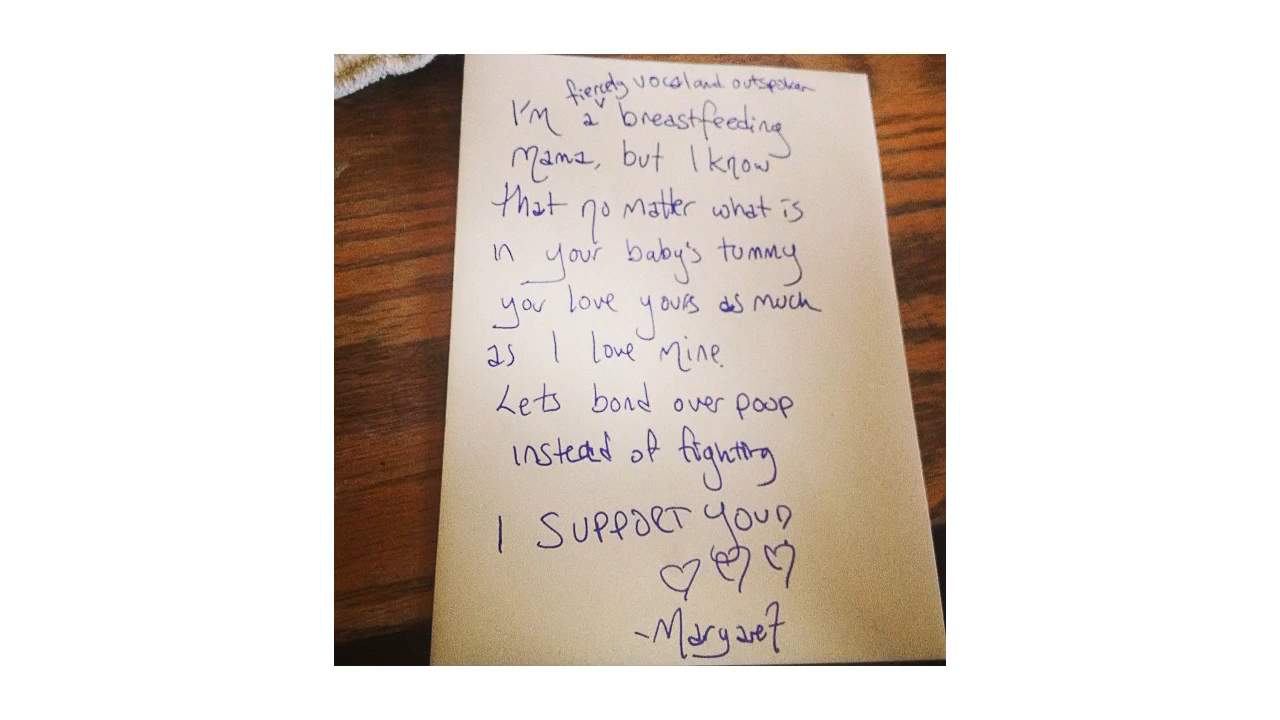 fiercely vocal and outspoken
I'm a breastfeeding
Mama, but I know
that no matter what is
in your baby's tummy
you love yours as much
as I love mine.
Lets bond over poop
instead of fighting
I SUPPORT YOU
♡ ♡ ♡
-Margaret